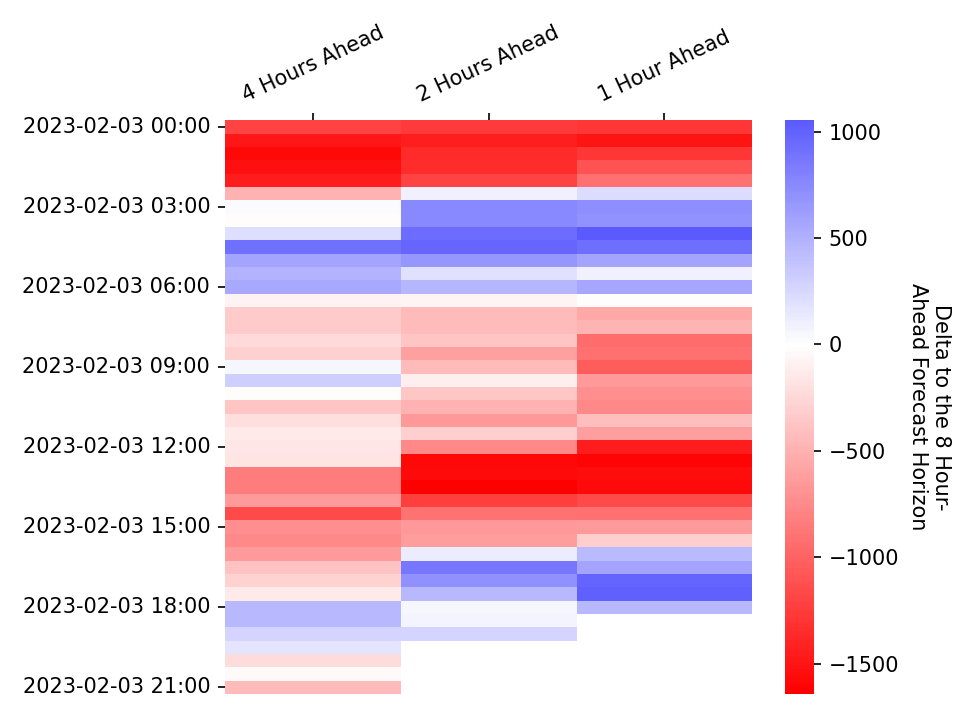 4 Hours Ahead
2 Hours Ahead
1 Hour Ahead
2023-02-03 00:00
2023-02-03 03:00
2023-02-03 06:00
2023-02-03 09:00
2023-02-03 12:00
2023-02-03 15:00
2023-02-03 18:00
2023-02-03 21:00
1000
500
0
−500
−1000
−1500
Delta to the 8 Hour-
Ahead Forecast Horizon